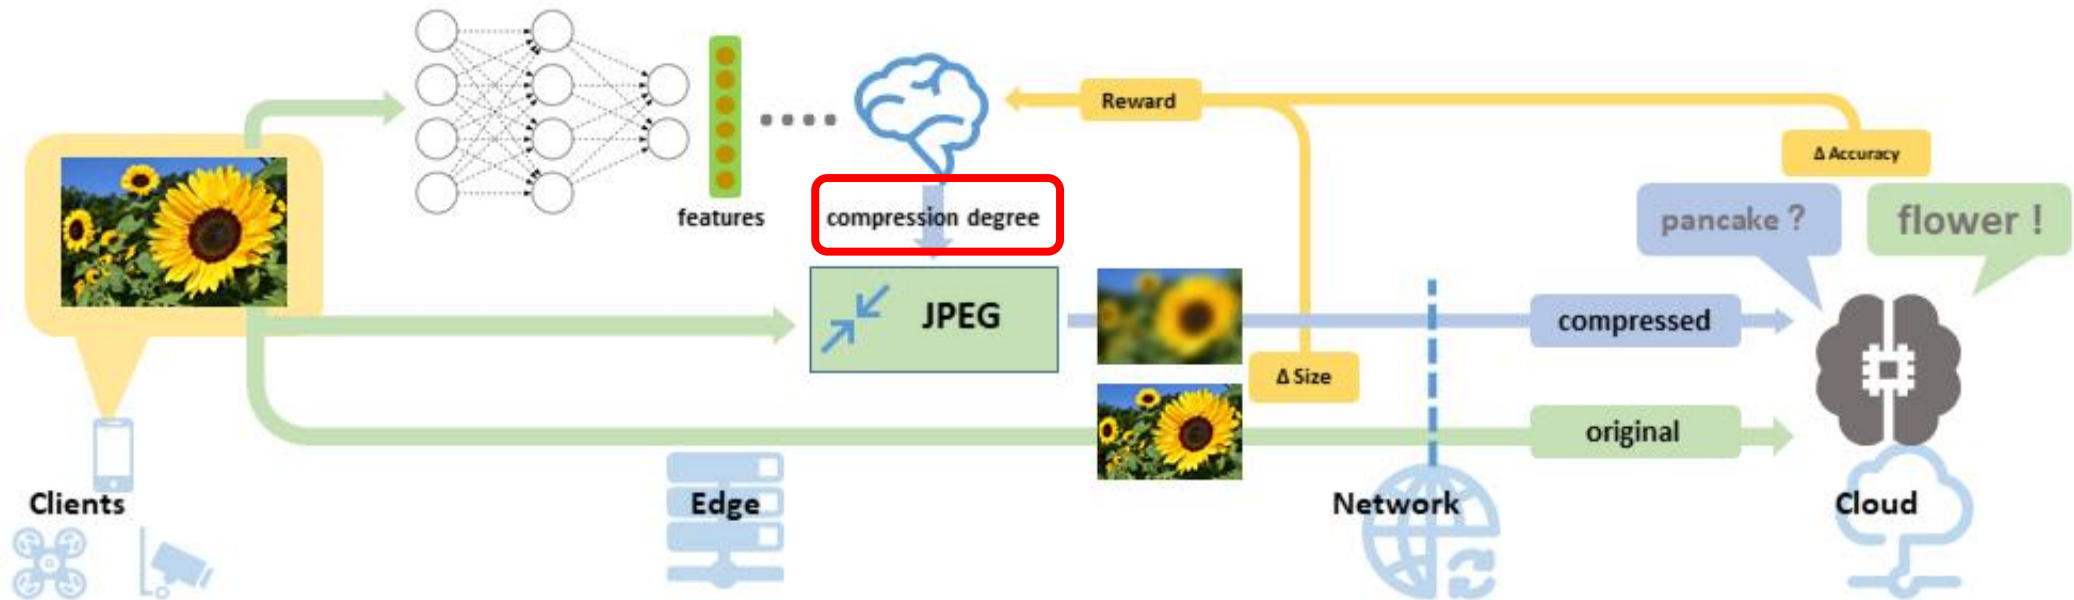 Reward
Δ Accuracy
features
compression degree
pancake ?
flower !
JPEG
compressed
Δ Size
original
Clients
Edge
Network
Cloud